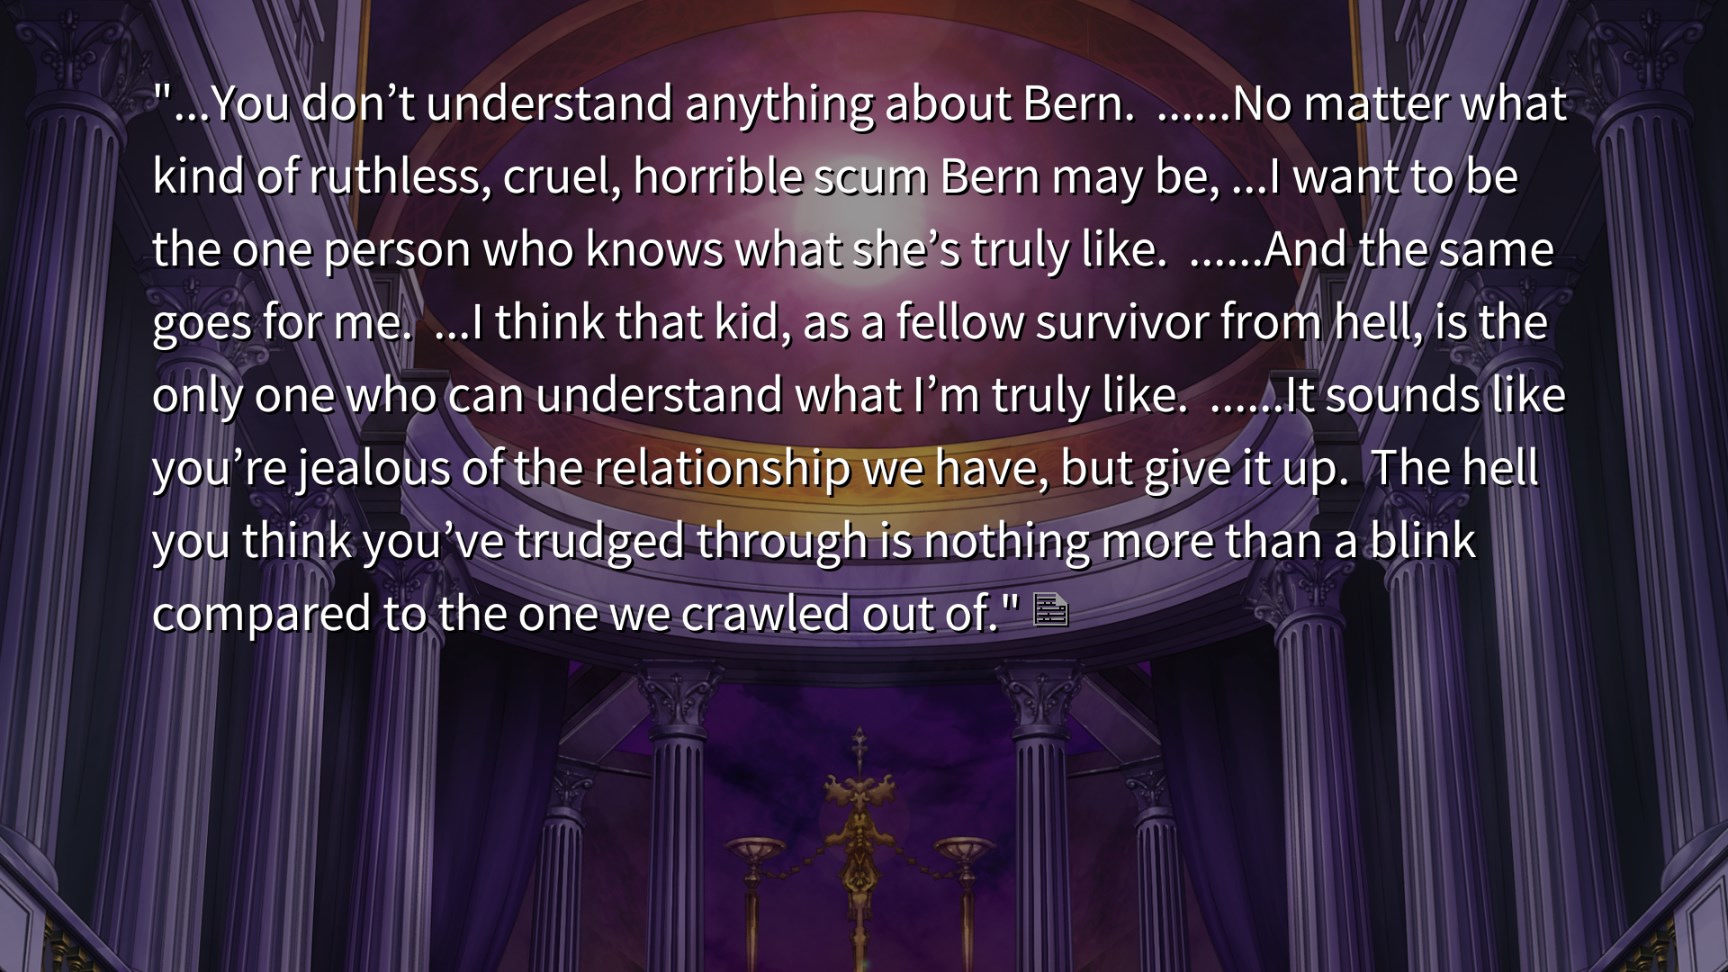 "...You don’t understand anything about Bern.  ......No matter what
kind of ruthless, cruel, horrible scum Bern may be, ...I want to be
the one person who knows what she’s truly like.  ......And the same
goes for me.  ...I think that kid, as a fellow survivor from hell, is the
only one who can understand what I’m truly like.  ......It sounds like
you’re jealous of the relationship we have, but give it up.  The hell
you think you’ve trudged through is nothing more than a blink
compared to the one we crawled out of."